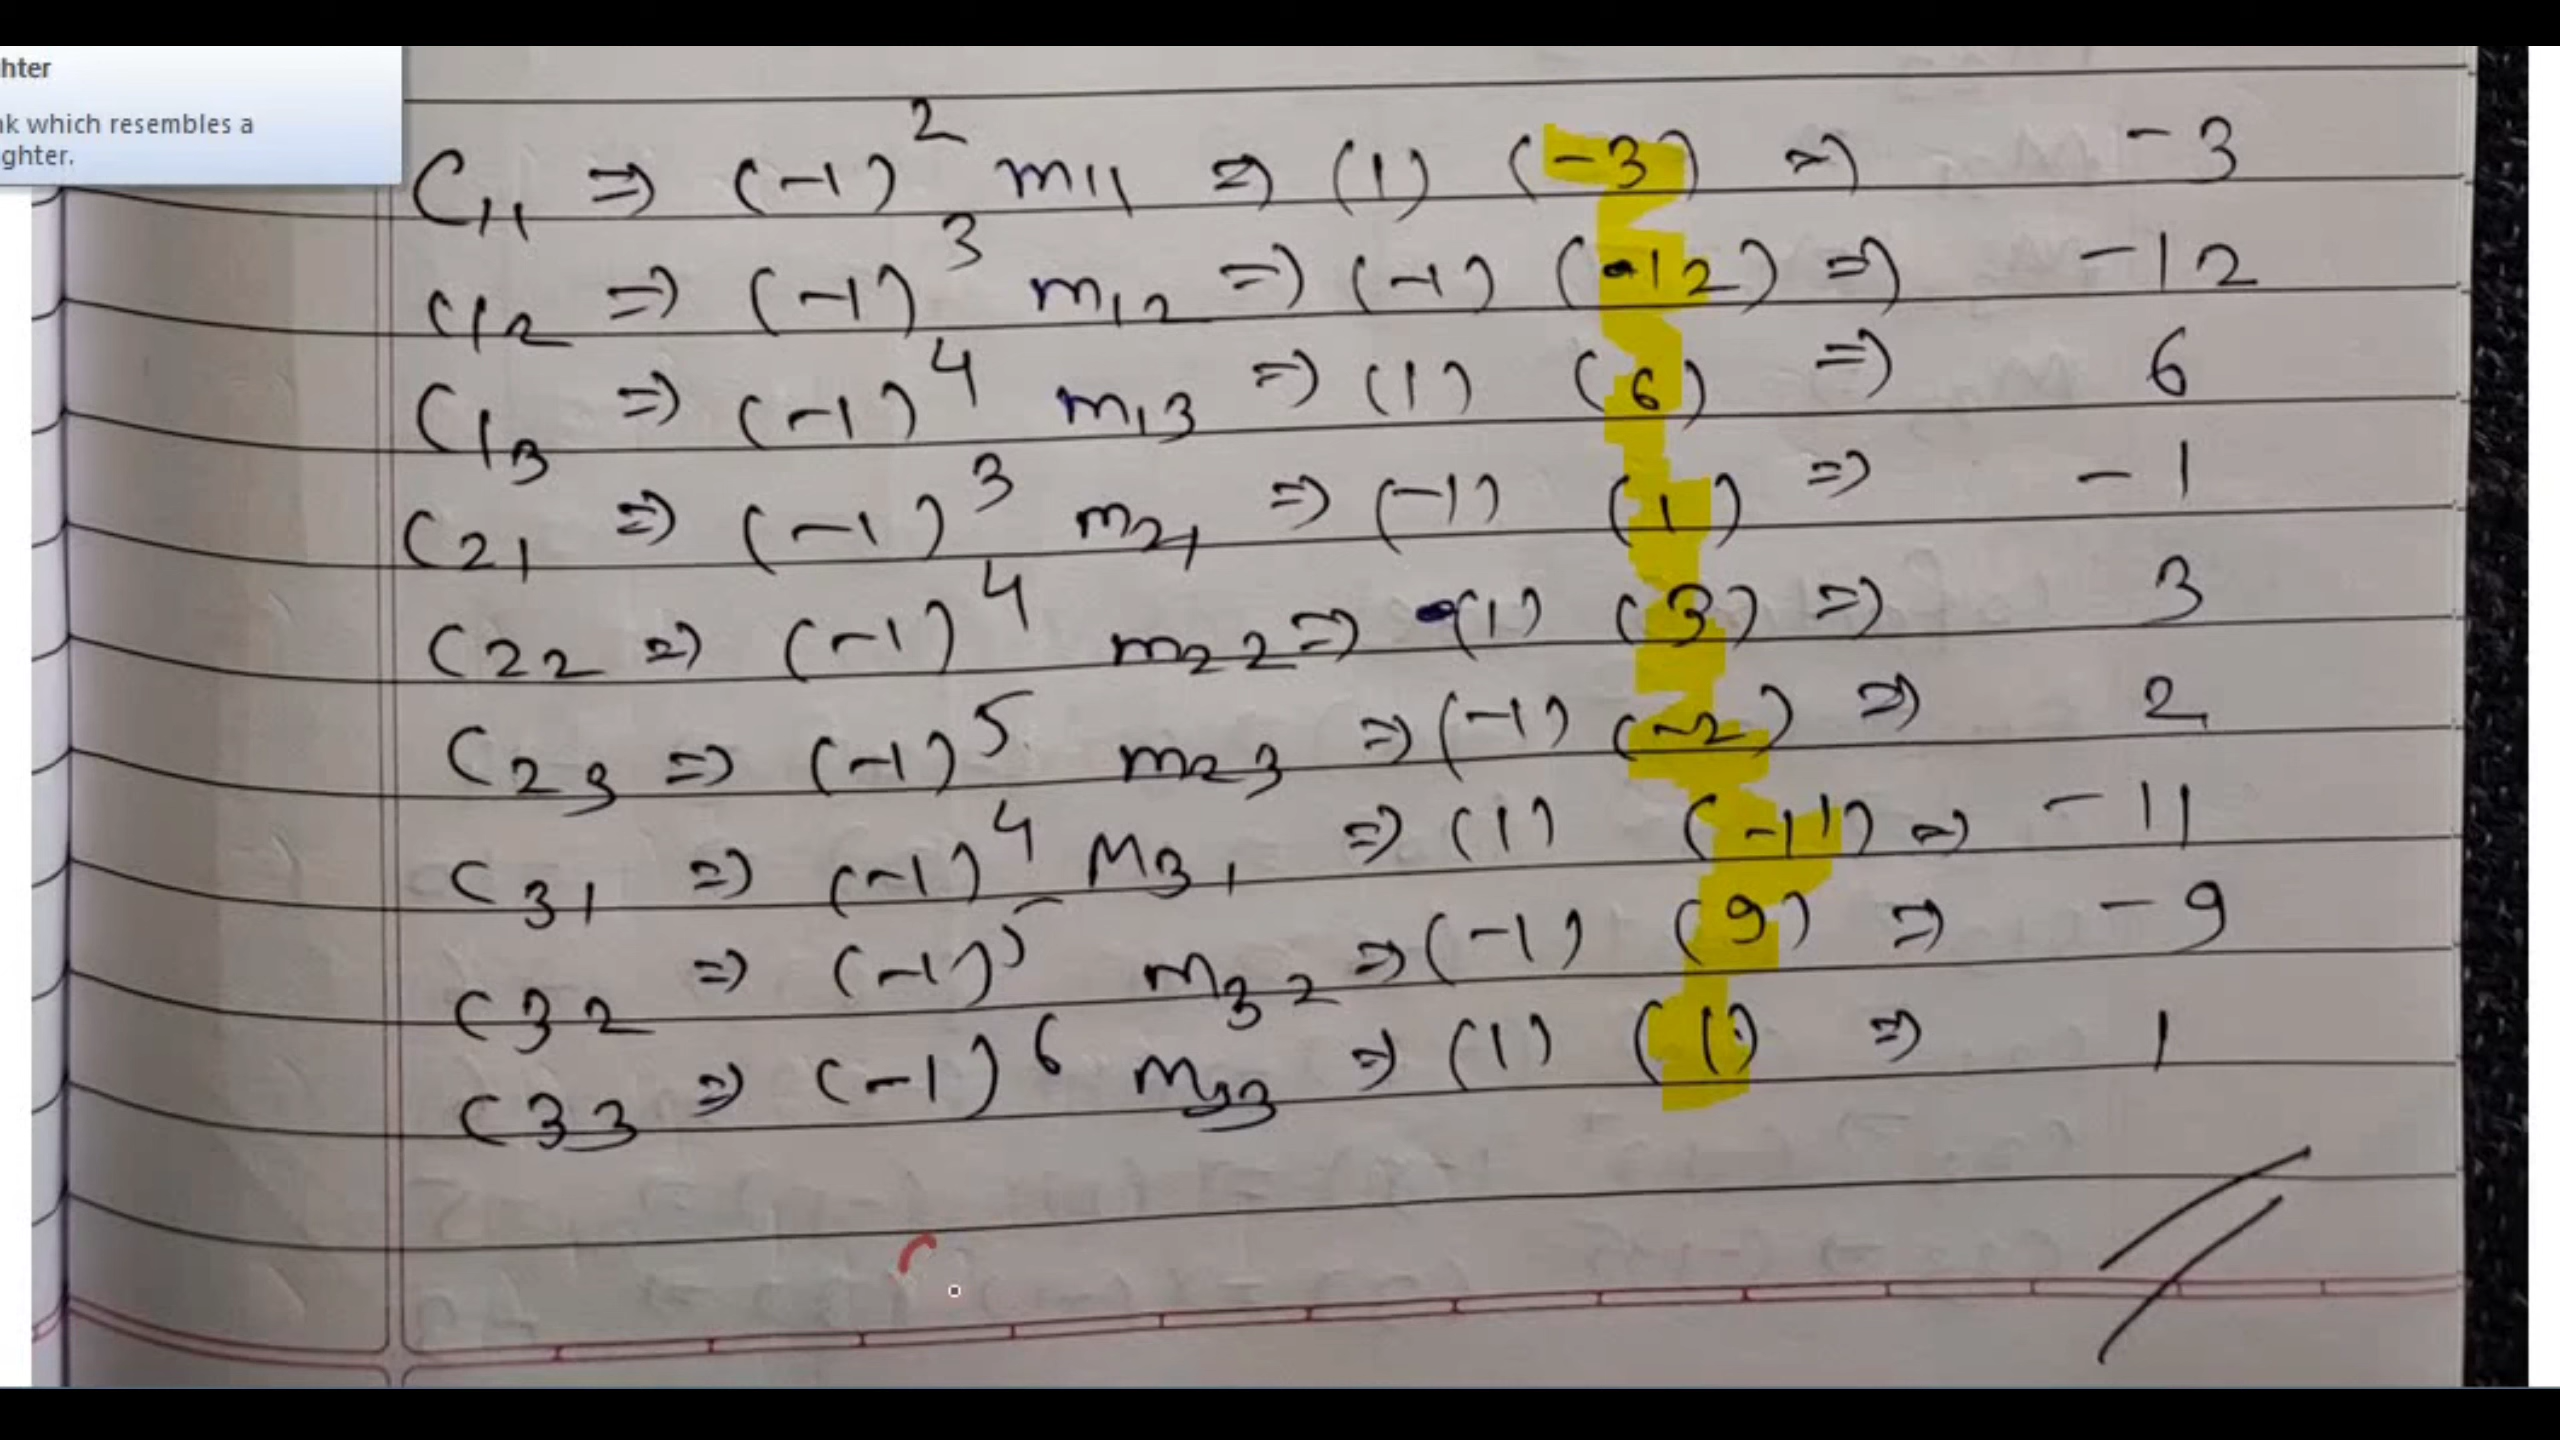 hter
nk which resembles a
ghter.
C11 => (-1)^2 m11 => (1) (-3) => -3
C12 => (-1)^3 m12 => (-1) (-12) => -12
C13 => (-1)^4 m13 => (1) (6) => 6
C21 => (-1)^3 m21 => (-1) (1) => -1
C22 => (-1)^4 m22 => (1) (3) => 3
C23 => (-1)^5 m23 => (-1) (-2) => 2
C31 => (-1)^4 M31 => (1) (-11) => -11
C32 => (-1)^5 m32 => (-1) (9) => -9
C33 => (-1)^6 m33 => (1) (1) => 1